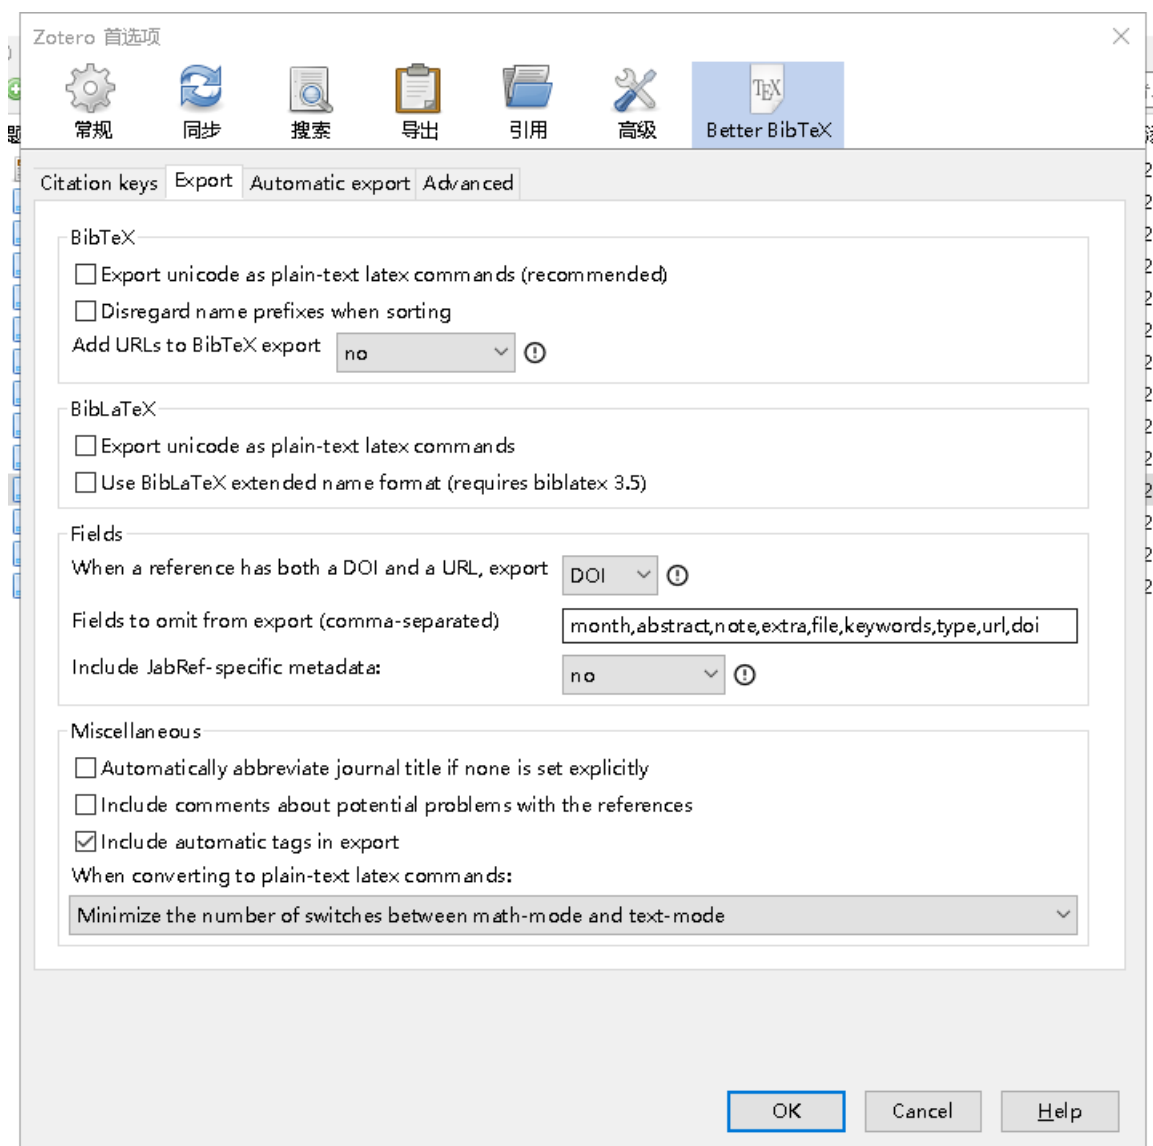 Zotero 首选项
常规 同步 搜索 导出 引用 高级 TEX Better BibTeX
Citation keys Export Automatic export Advanced
BibTeX
Export unicode as plain-text latex commands (recommended)
Disregard name prefixes when sorting
Add URLs to BibTeX export no
BibLaTeX
Export unicode as plain-text latex commands
Use BibLaTeX extended name format (requires biblatex 3.5)
Fields
When a reference has both a DOI and a URL, export DOI
Fields to omit from export (comma-separated) month,abstract,note,extra,file,keywords,type,url,doi
Include JabRef-specific metadata: no
Miscellaneous
Automatically abbreviate journal title if none is set explicitly
Include comments about potential problems with the references
Include automatic tags in export
When converting to plain-text latex commands:
Minimize the number of switches between math-mode and text-mode
OK Cancel Help